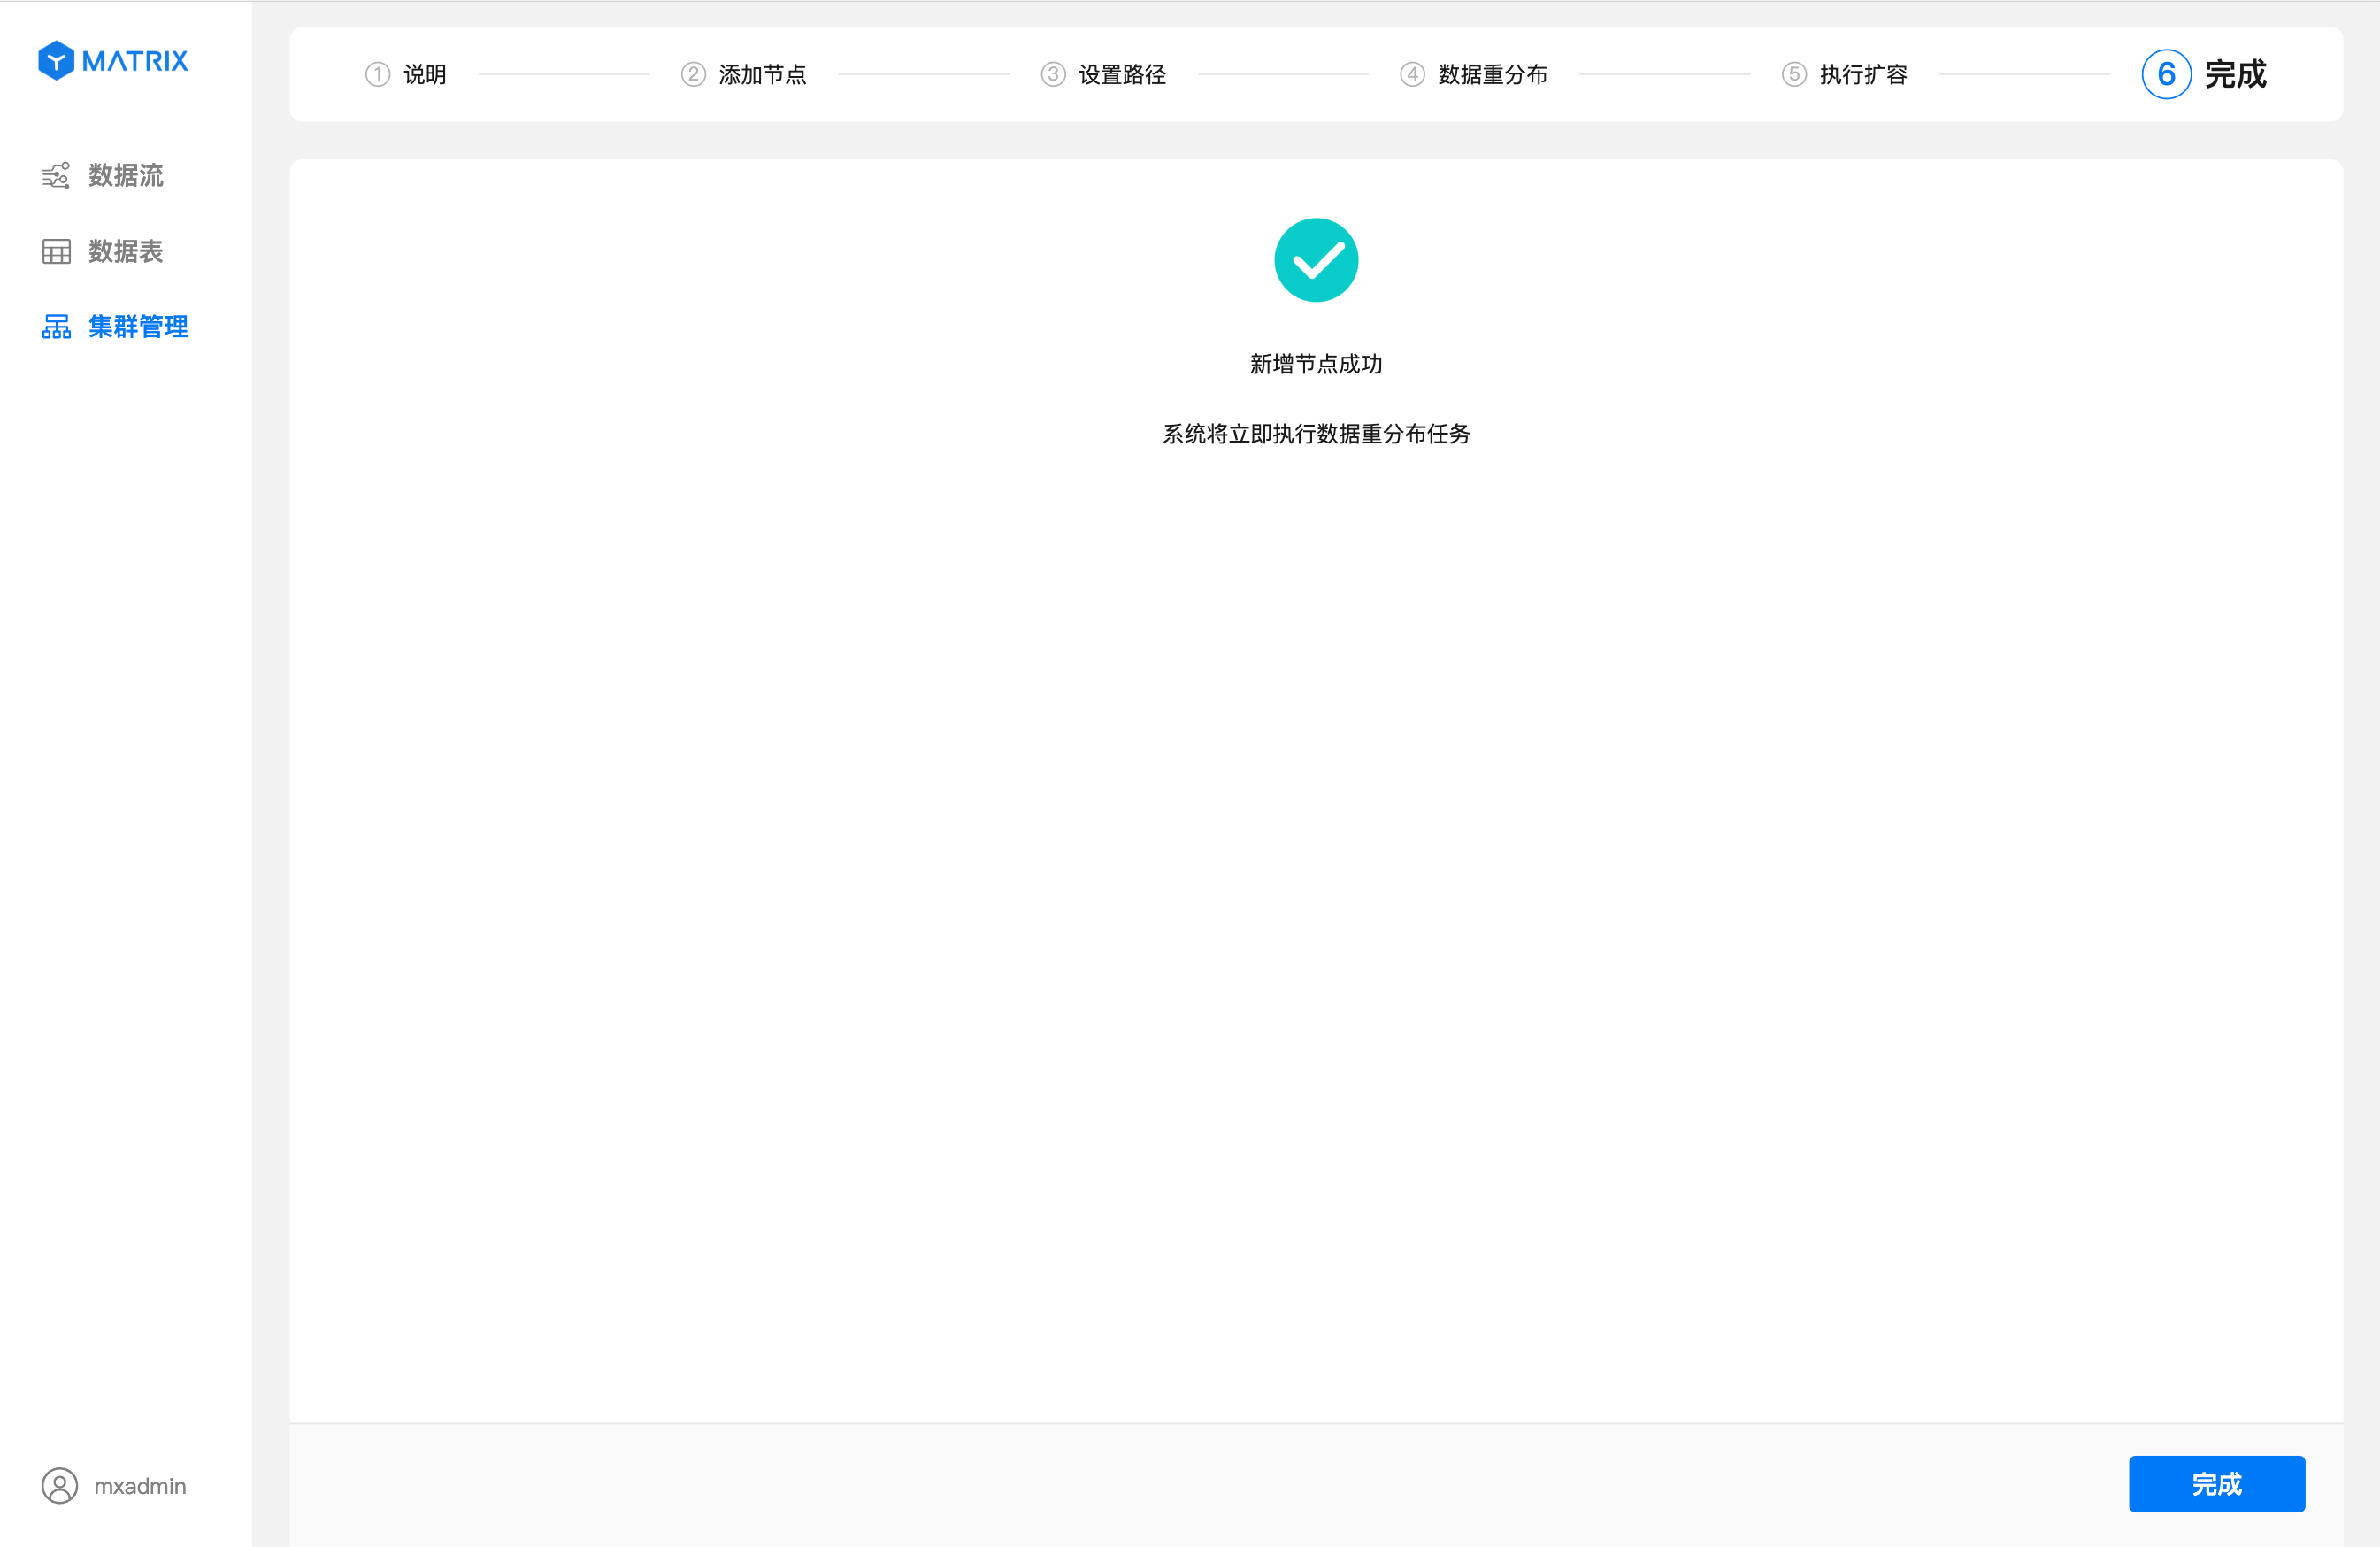 MATRIX
数据流
数据表
集群管理
mxadmin
1 说明
2 添加节点
3 设置路径
4 数据重分布
5 执行扩容
6 完成
新增节点成功
系统将立即执行数据重分布任务
完成